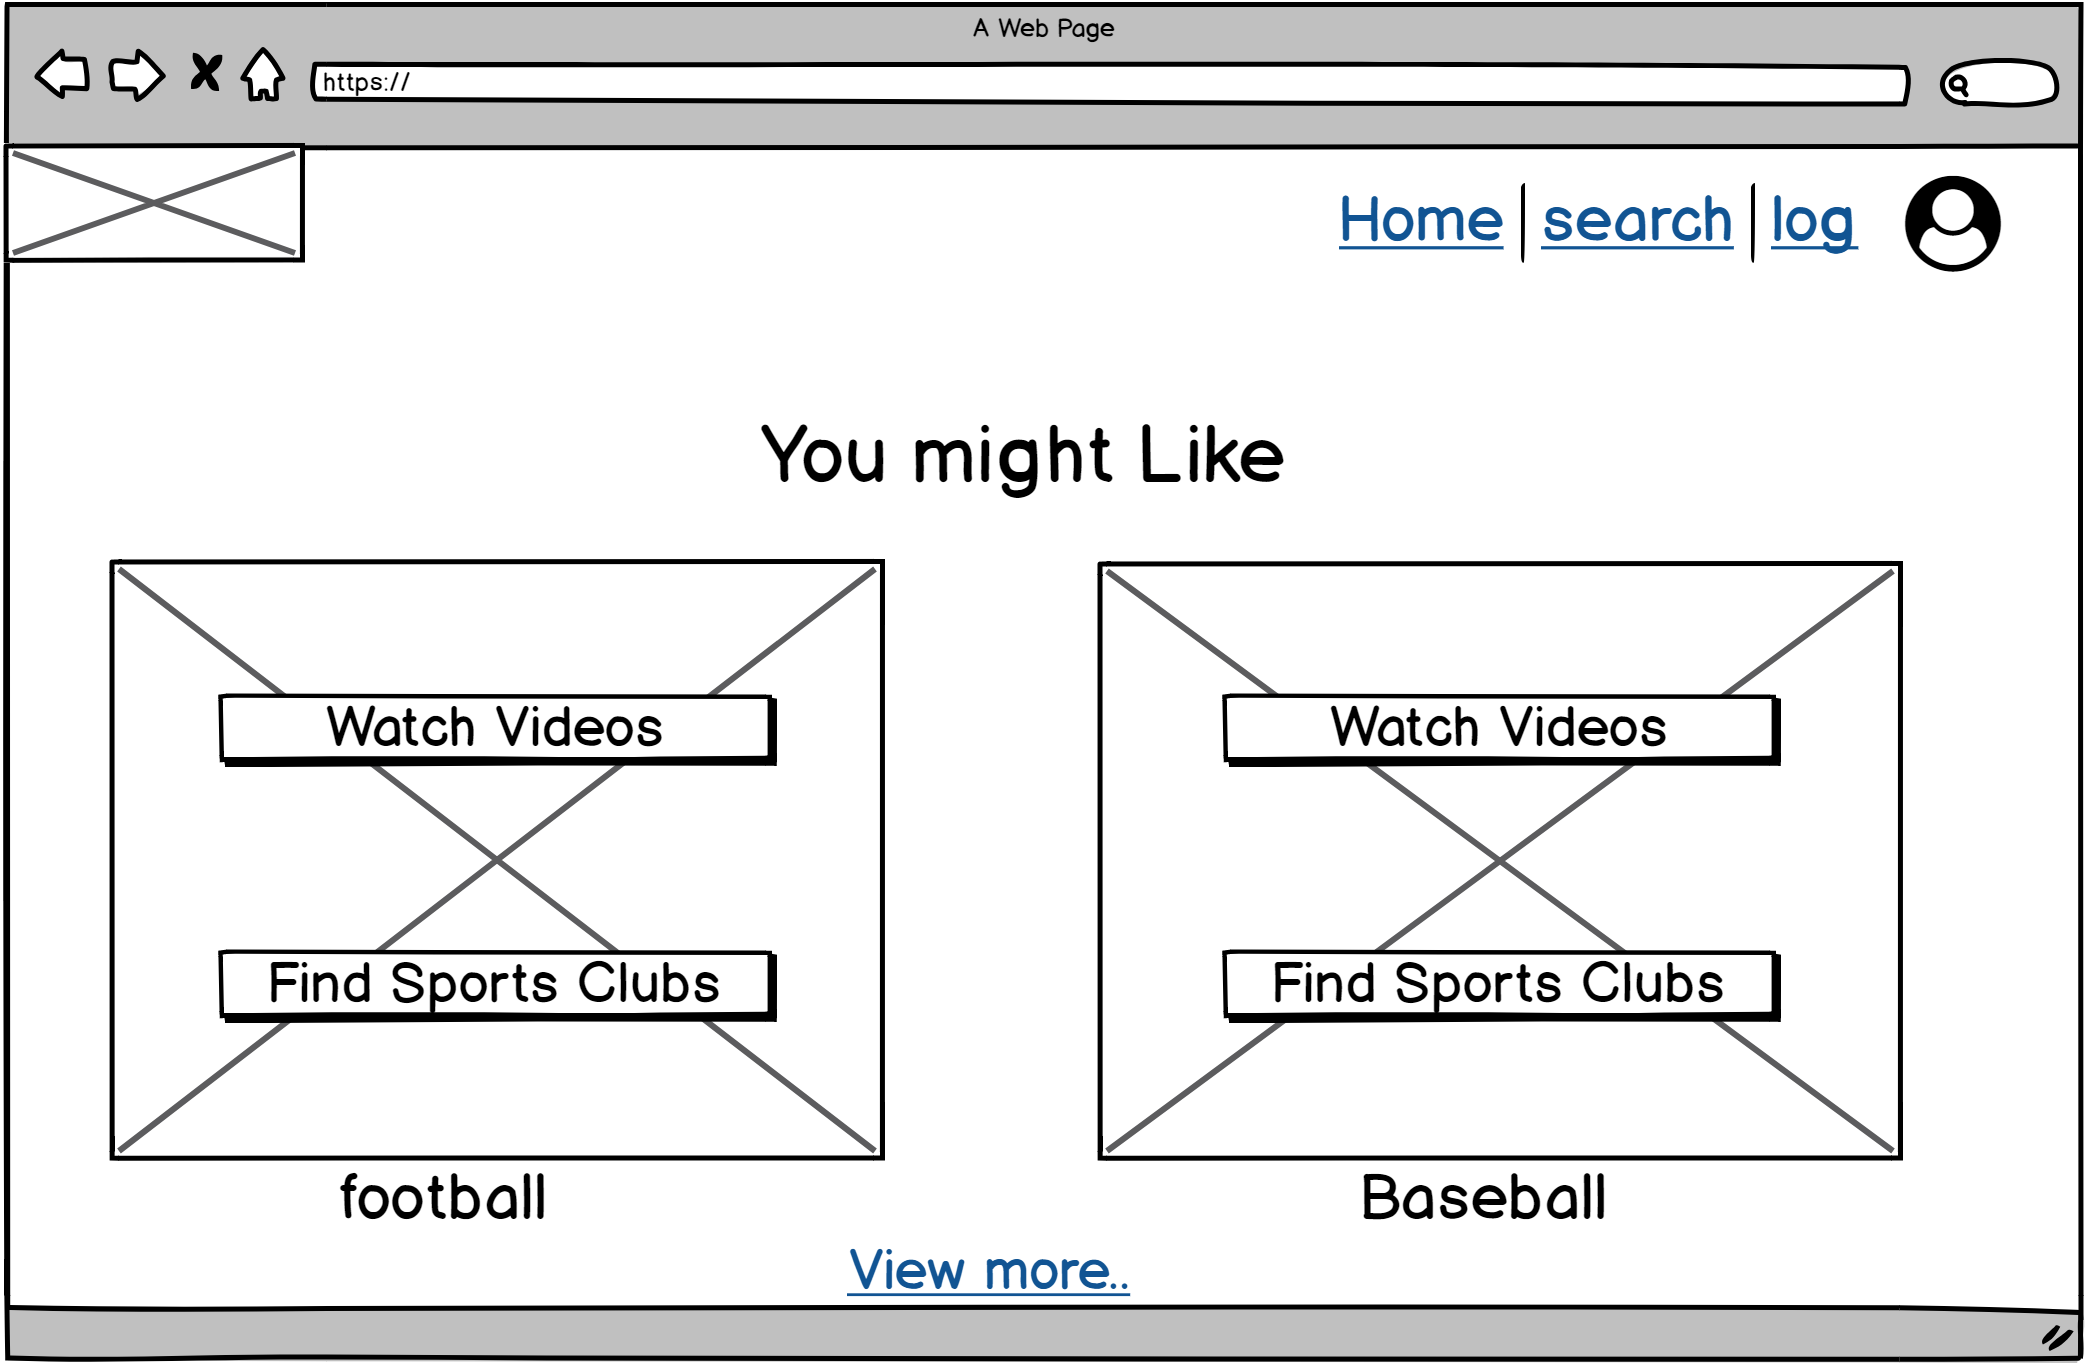 A Web Page
https://
Home search log
You might Like
Watch Videos
Find Sports Clubs
football
Watch Videos
Find Sports Clubs
Baseball
View more..